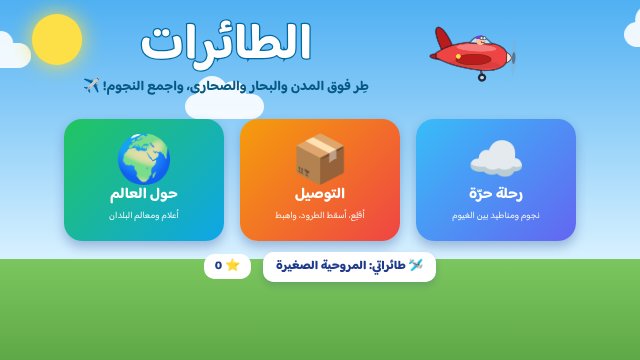 الطائرات
طِر فوق المدن والبحار والصحارى، واجمع النجوم! ✈️
رحلة حرّة
نجوم ومناطيد بين الغيوم
التوصيل
أقلِع، أسقط الطرود، واهبط
حول العالم
أعلام ومعالم البلدان
🛩️ طائراتي: المروحية الصغيرة
⭐ 0